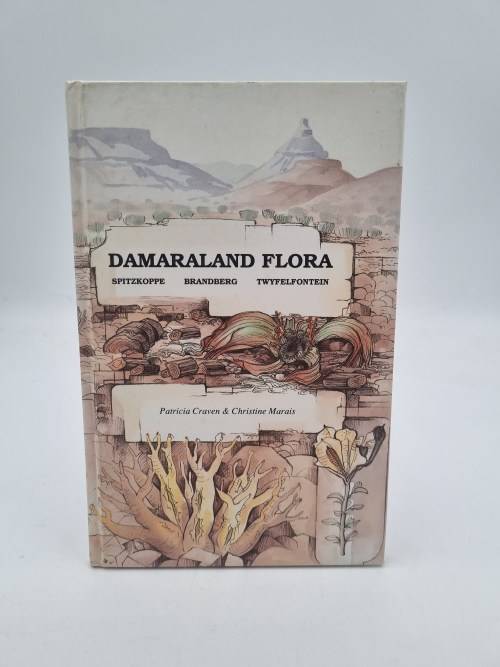 DAMARALAND FLORA
SPITZKOPPE BRANDBERG TWYFELFONTEIN
Patricia Craven & Christine Marais